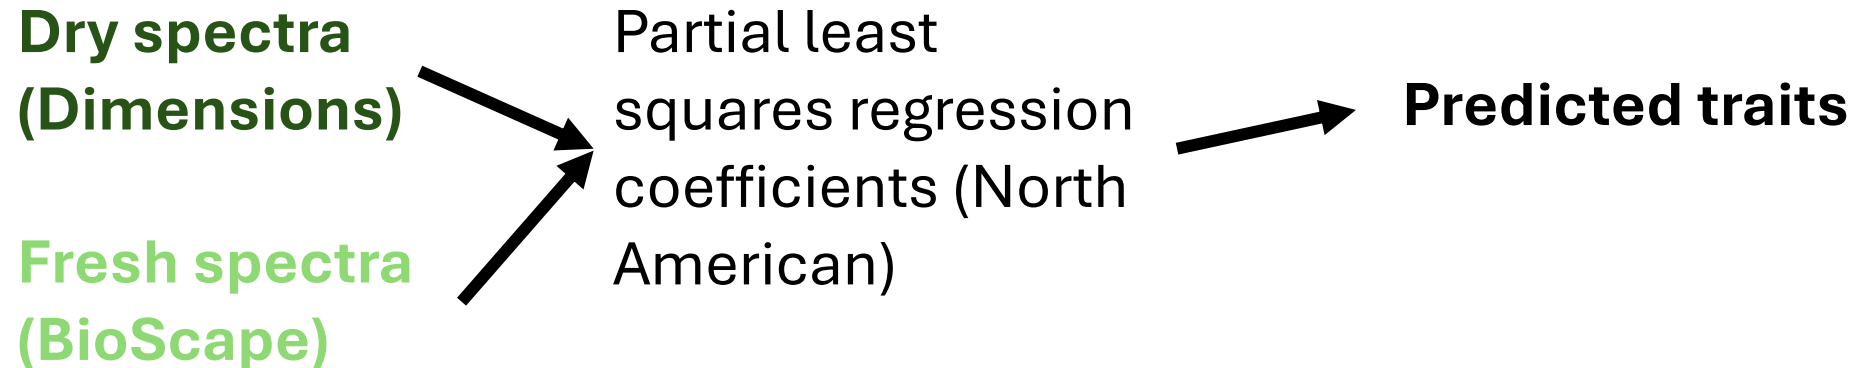 Dry spectra
(Dimensions)
Fresh spectra
(BioScape)
Partial least
squares regression
coefficients (North
American)
Predicted traits